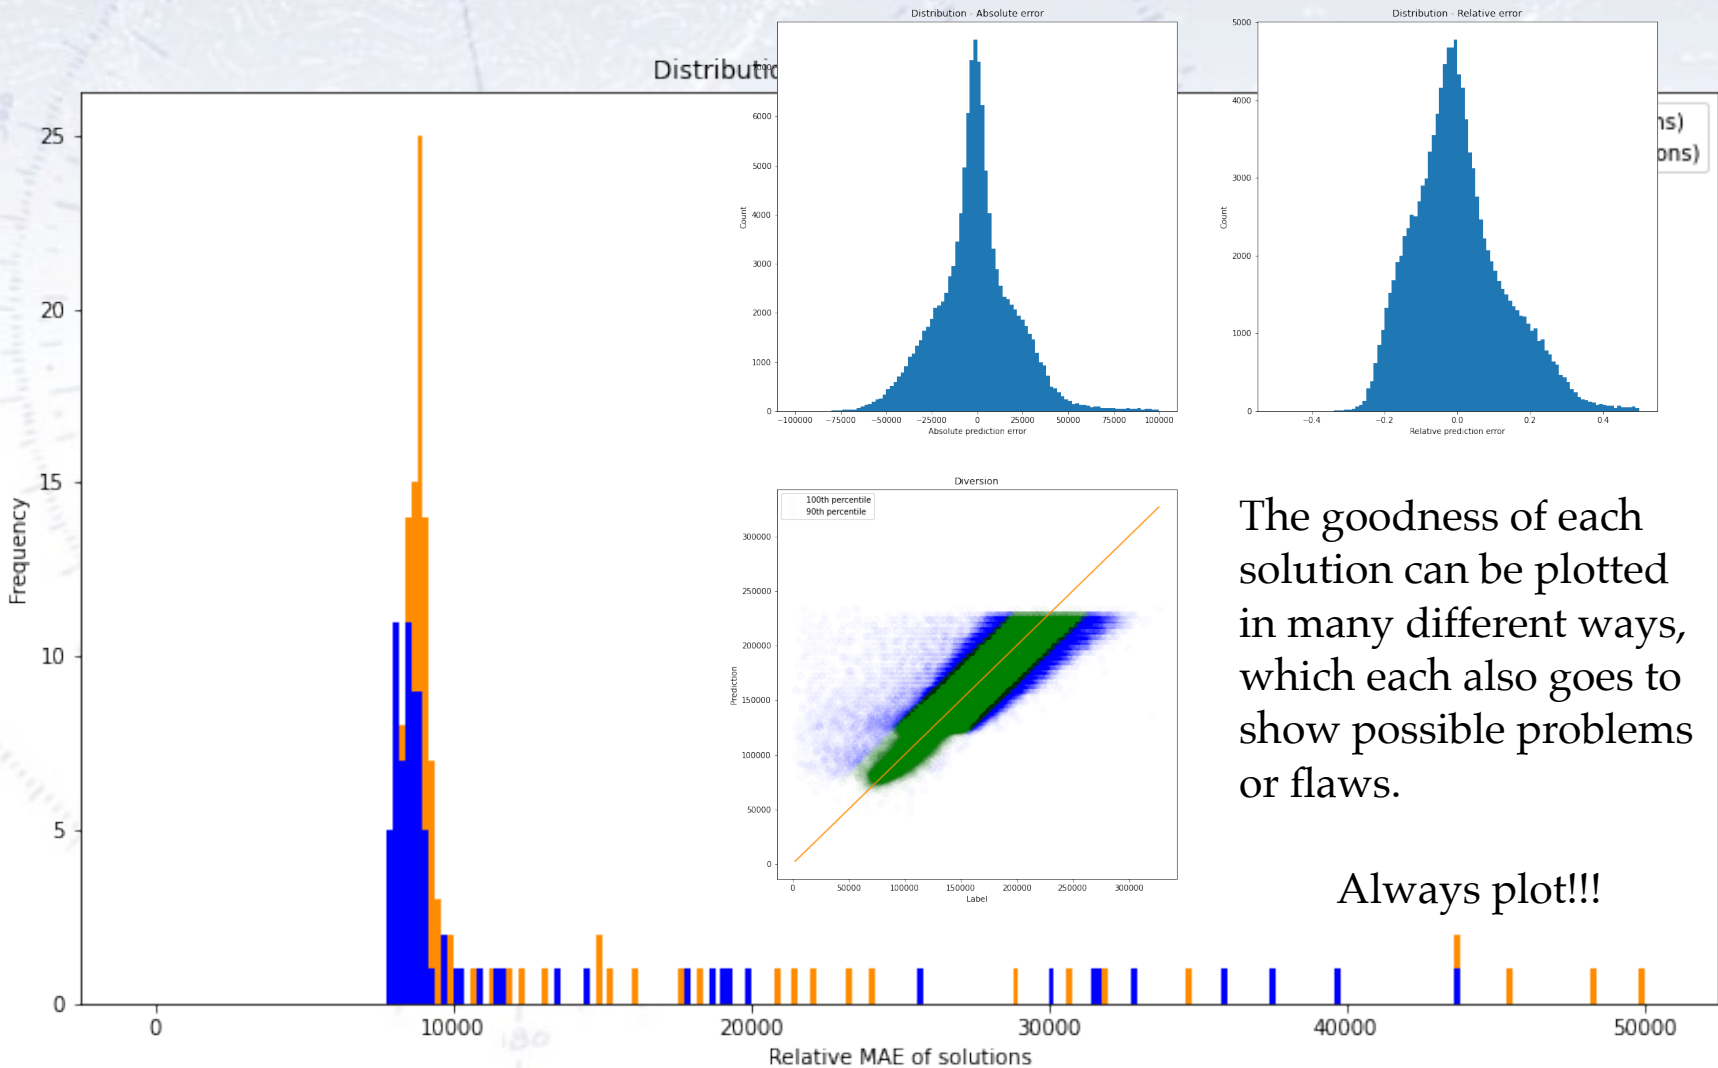 Distribution - Absolute error
7000
6000
5000
4000
3000
2000
1000
0
Count
−100000 −75000 −50000 −25000 0 25000 50000 75000 100000
Absolute prediction error
Distribution - Relative error
5000
4000
3000
2000
1000
0
Count
−0.4 −0.2 0.0 0.2 0.4
Relative prediction error
25
20
15
10
5
0
Frequency
0 10000 20000 30000 40000 50000
Relative MAE of solutions
Diversion
100th percentile
90th percentile
300000
250000
200000
150000
100000
50000
0
Prediction
0 50000 100000 150000 200000 250000 300000
Label
The goodness of each
solution can be plotted
in many different ways,
which each also goes to
show possible problems
or flaws.
Always plot!!!
180